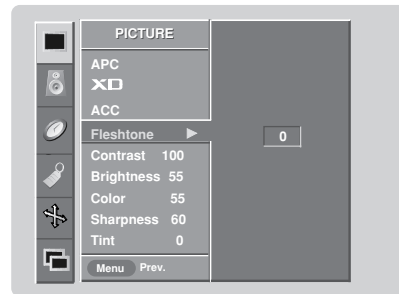 PICTURE
APC
XD
ACC
Fleshtone ▶ 0
Contrast 100
Brightness 55
Color 55
Sharpness 60
Tint 0
Menu Prev.